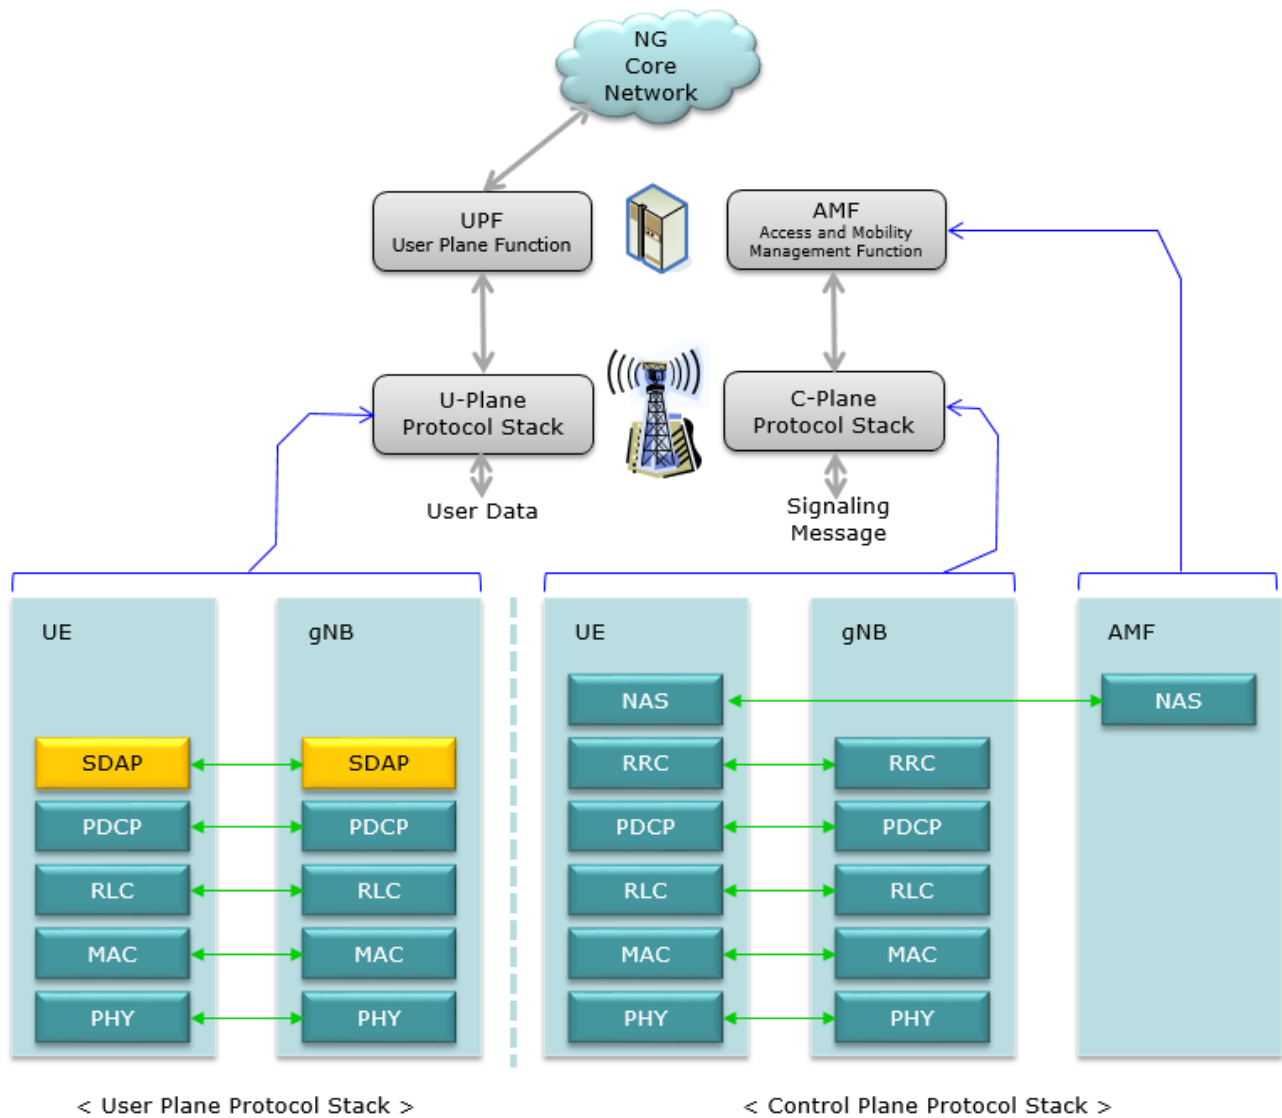 NG
Core
Network
UPF
User Plane Function
AMF
Access and Mobility
Management Function
U-Plane
Protocol Stack
C-Plane
Protocol Stack
User Data
Signaling
Message
UE
gNB
UE
gNB
AMF
NAS
NAS
SDAP
SDAP
RRC
RRC
PDCP
PDCP
PDCP
PDCP
RLC
RLC
RLC
RLC
MAC
MAC
MAC
MAC
PHY
PHY
PHY
PHY
< User Plane Protocol Stack >
< Control Plane Protocol Stack >